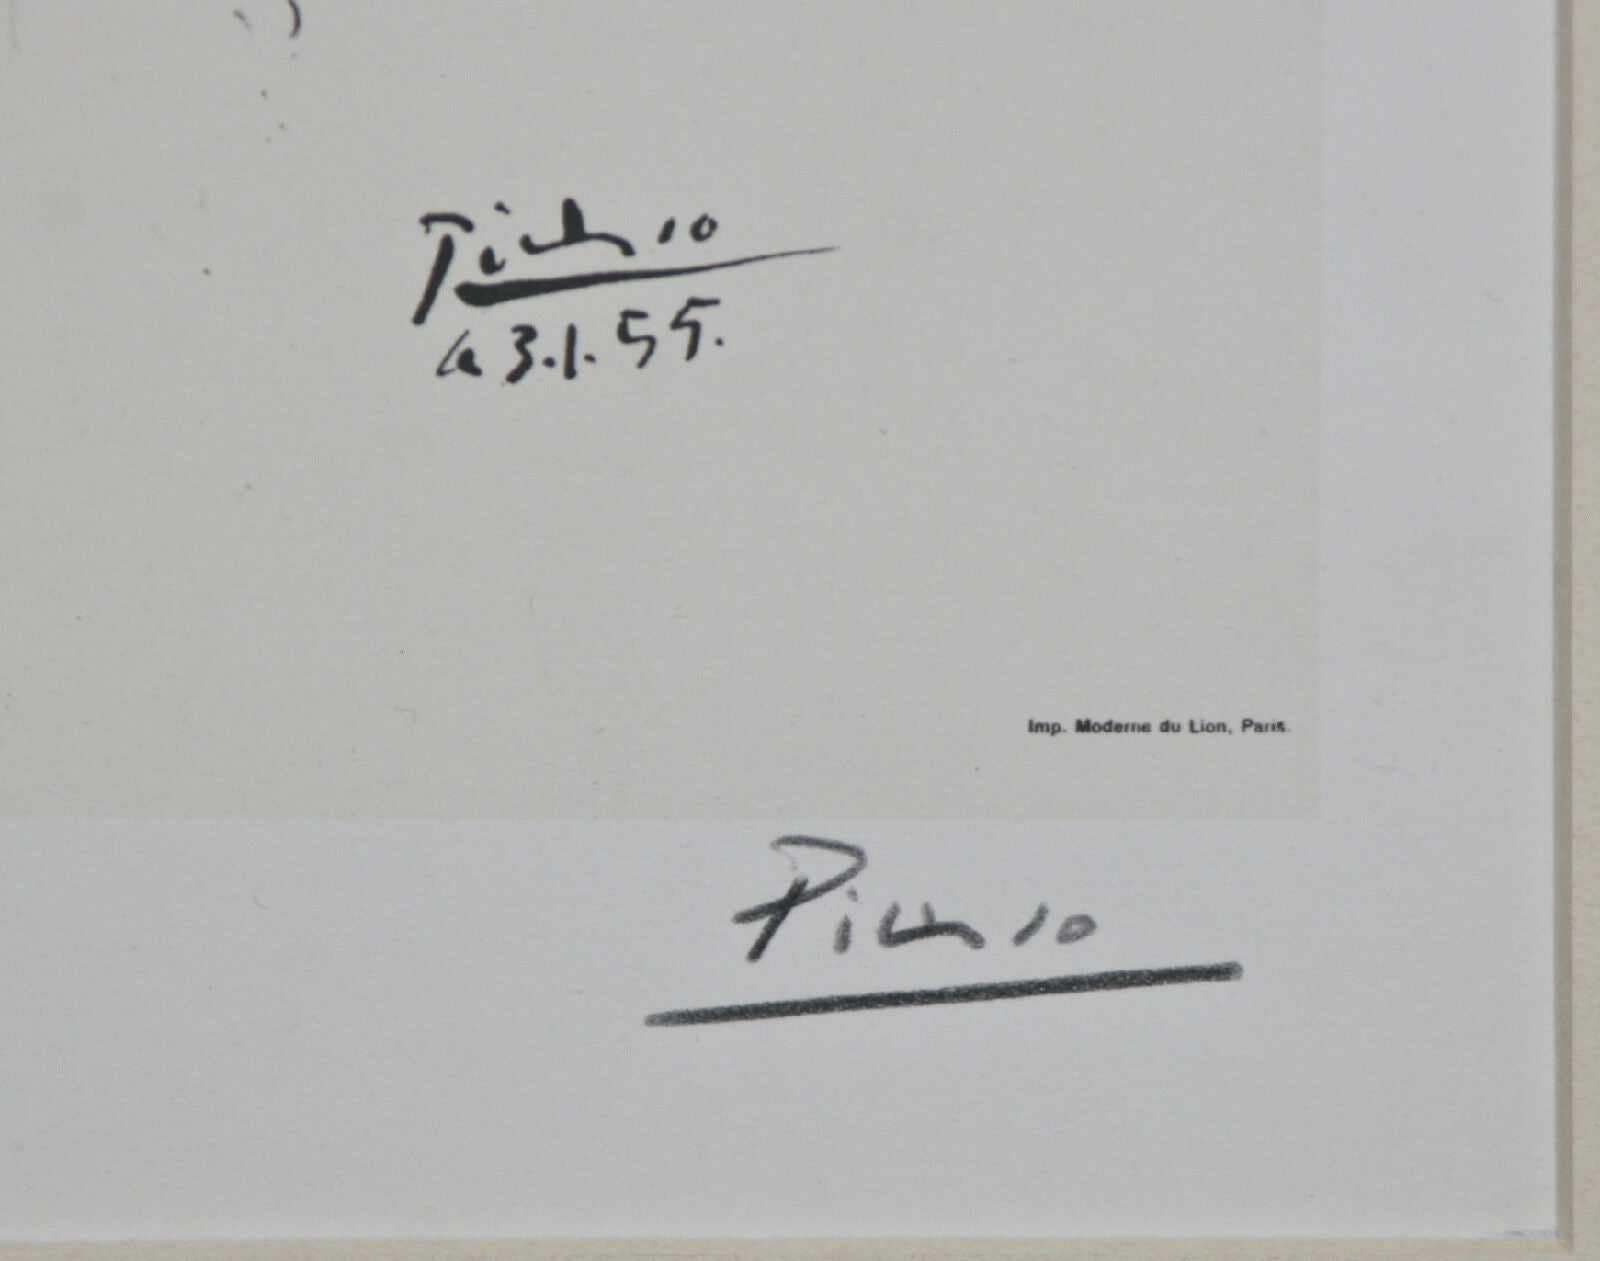 Picasso
le 3.1.55.
Imp. Moderne du Lion, Paris.
Picasso